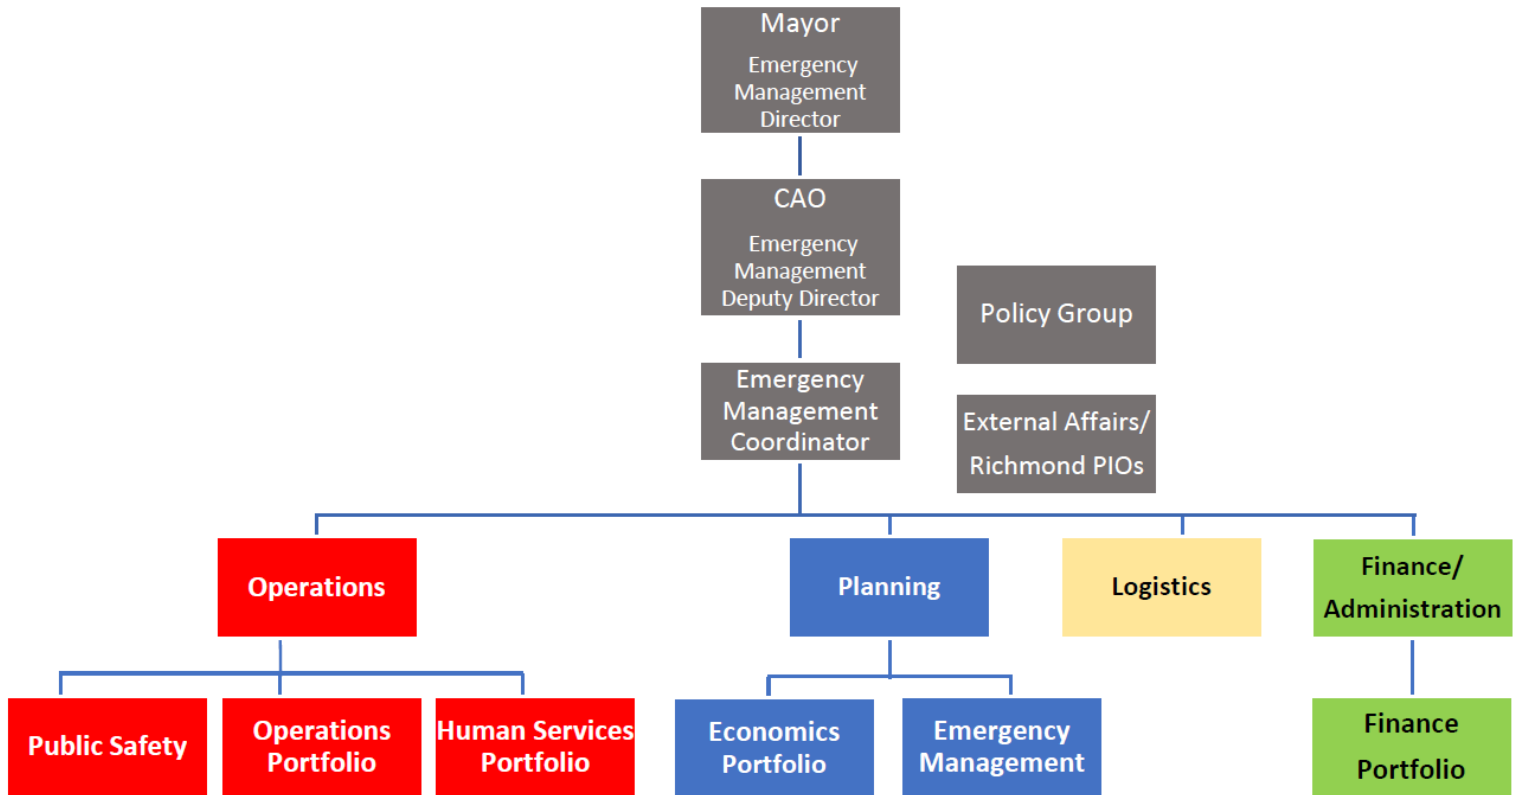 Mayor
Emergency
Management
Director
CAO
Emergency
Management
Deputy Director
Policy Group
Emergency
Management
Coordinator
External Affairs/
Richmond PIOs
Operations
Planning
Logistics
Finance/
Administration
Public Safety
Operations
Portfolio
Human Services
Portfolio
Economics
Portfolio
Emergency
Management
Finance
Portfolio